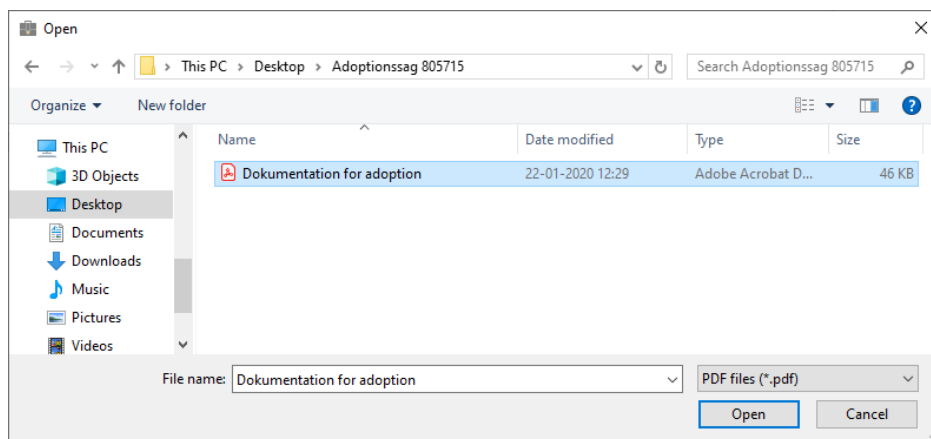 Open
This PC > Desktop > Adoptionssag 805715
Search Adoptionssag 805715
Organize
New folder
Name
Date modified
Type
Size
This PC
3D Objects
Desktop
Documents
Downloads
Music
Pictures
Videos
Dokumentation for adoption
22-01-2020 12:29
Adobe Acrobat D...
46 KB
File name:
Dokumentation for adoption
PDF files (*.pdf)
Open
Cancel